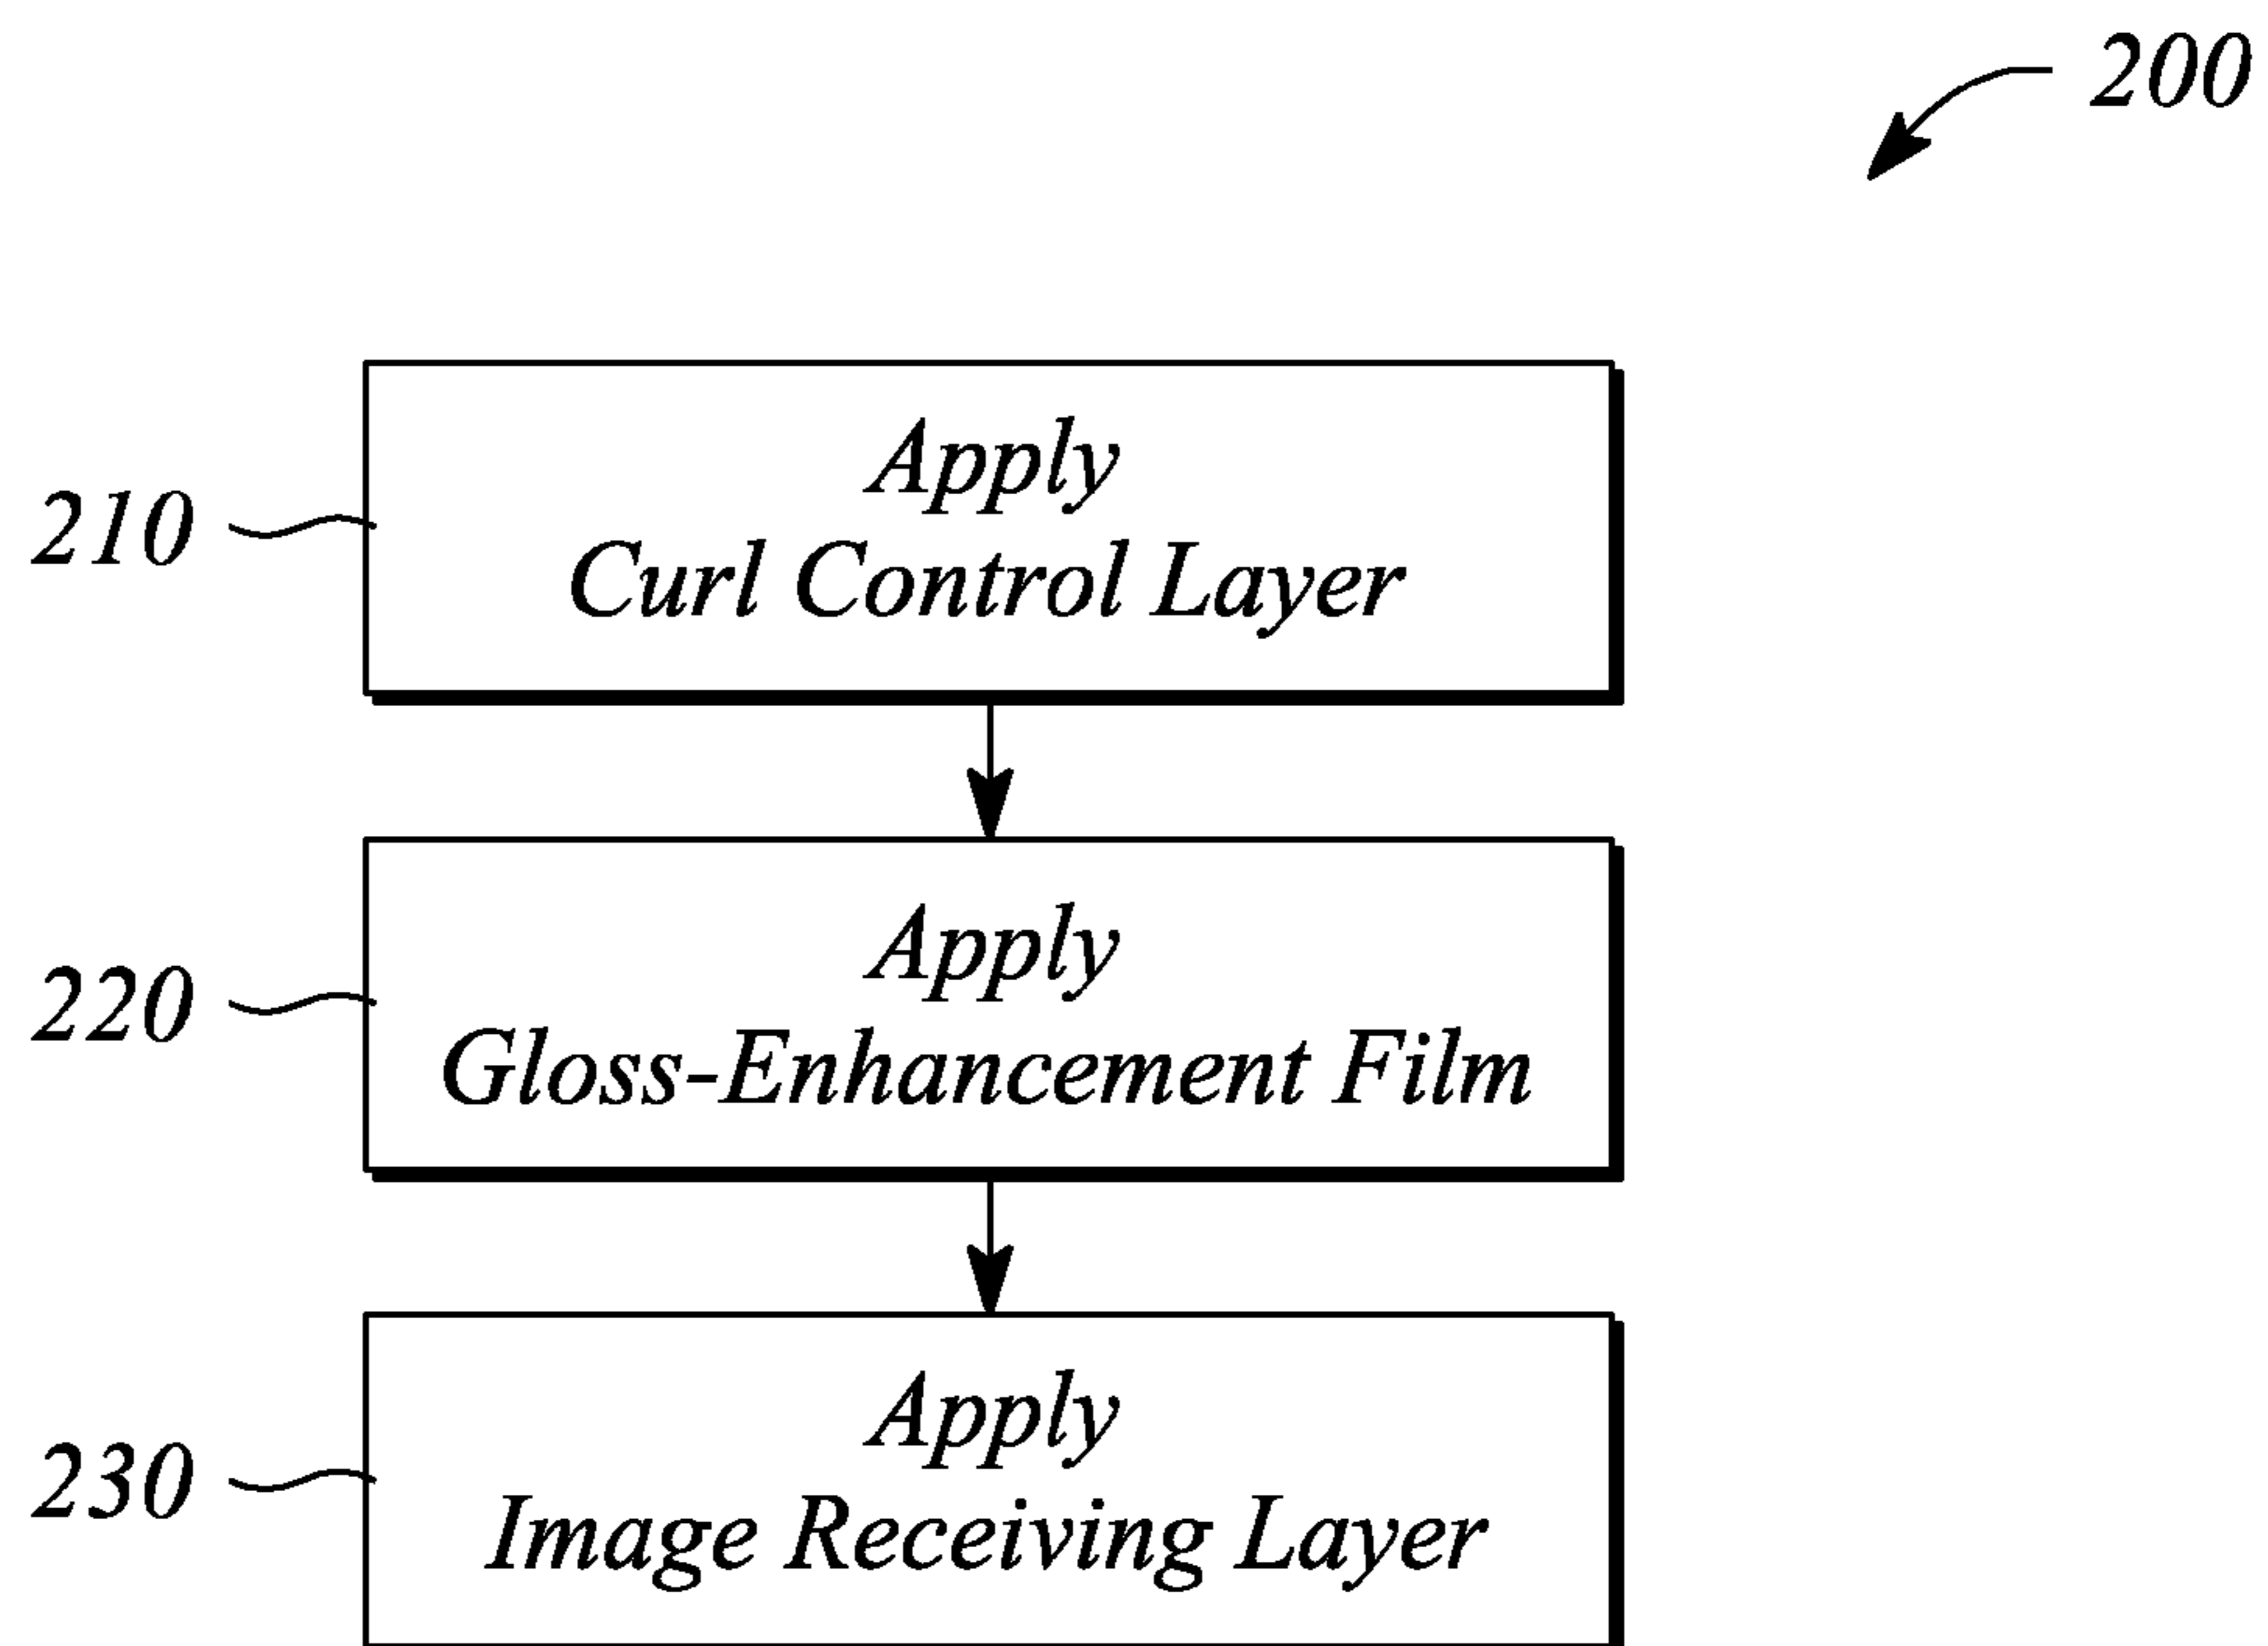 200
210
Apply
Curl Control Layer
220
Apply
Gloss-Enhancement Film
230
Apply
Image Receiving Layer